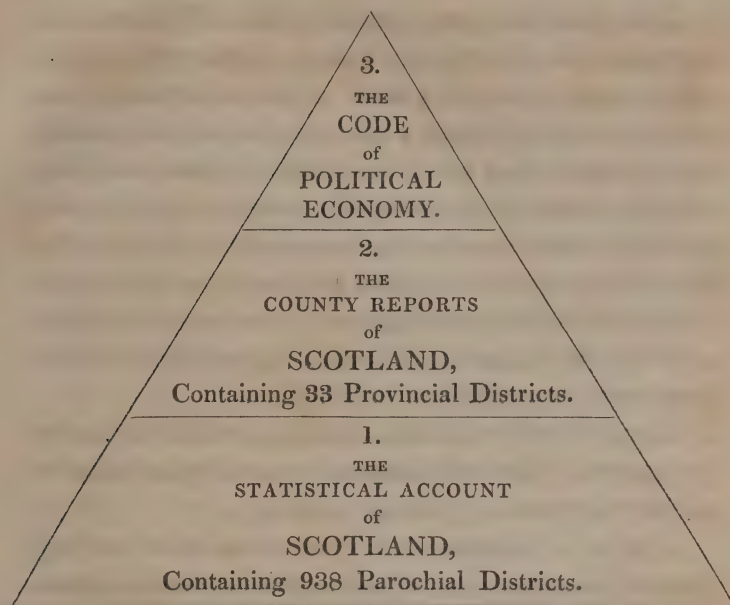 3.
THE
CODE
of
POLITICAL
ECONOMY.
2.
THE
COUNTY REPORTS
of
SCOTLAND,
Containing 33 Provincial Districts.
1.
THE
STATISTICAL ACCOUNT
of
SCOTLAND,
Containing 938 Parochial Districts.